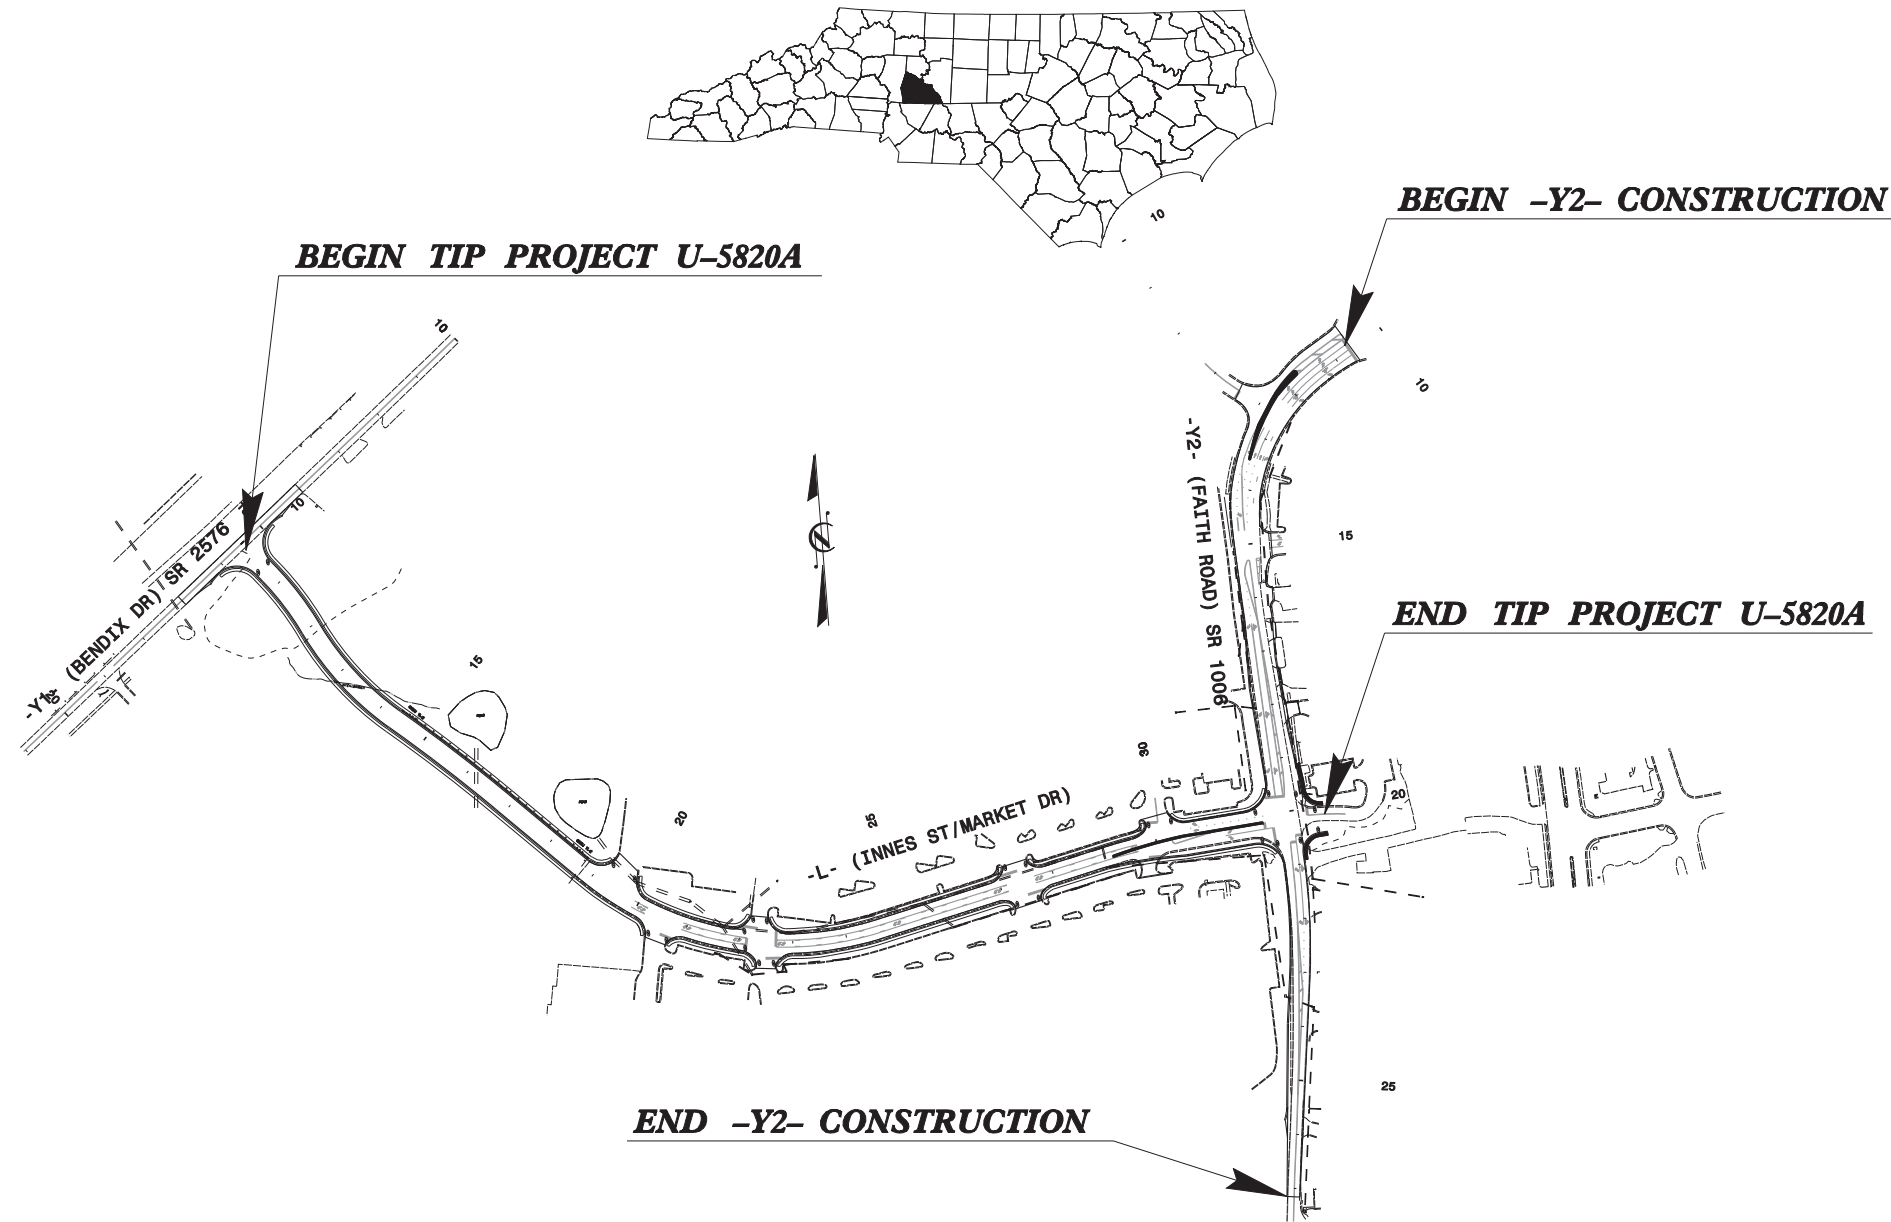 10
BEGIN –Y2– CONSTRUCTION
BEGIN TIP PROJECT U–5820A
10
10
-Y2- (FAITH ROAD) SR 1006
10
15
-Y1- (BENDIX DR) SR 2576
END TIP PROJECT U–5820A
15
30
20
20
25
-L- (INNES ST/MARKET DR)
25
END –Y2– CONSTRUCTION